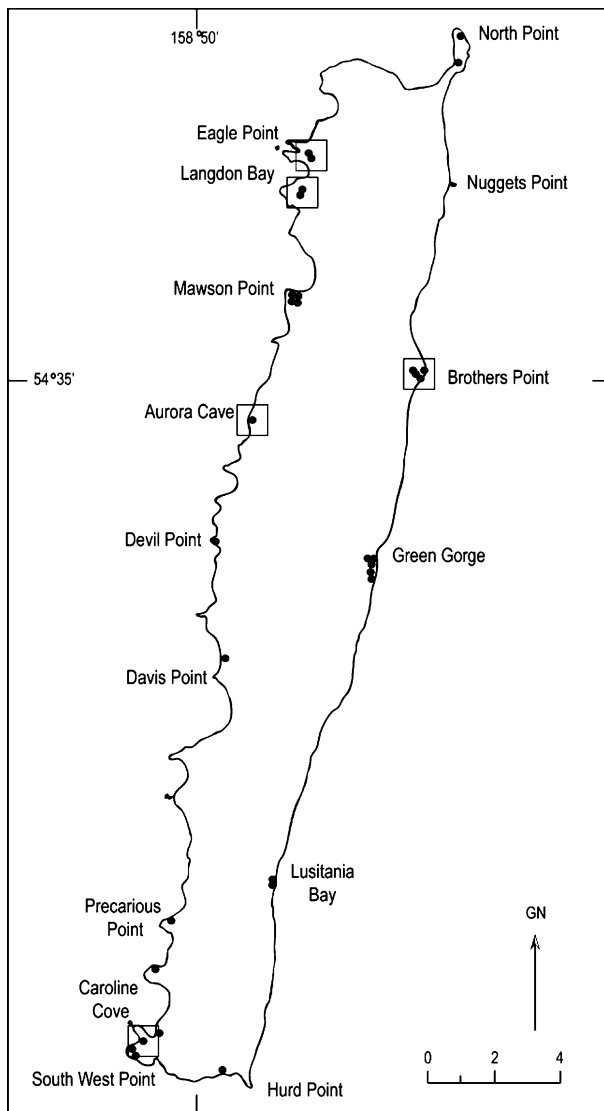 158°50'
North Point
Eagle Point
Langdon Bay
Nuggets Point
Mawson Point
54°35'
Brothers Point
Aurora Cave
Devil Point
Green Gorge
Davis Point
Lusitania
Bay
Precarious
Point
GN
Caroline
Cove
0 2 4
South West Point
Hurd Point